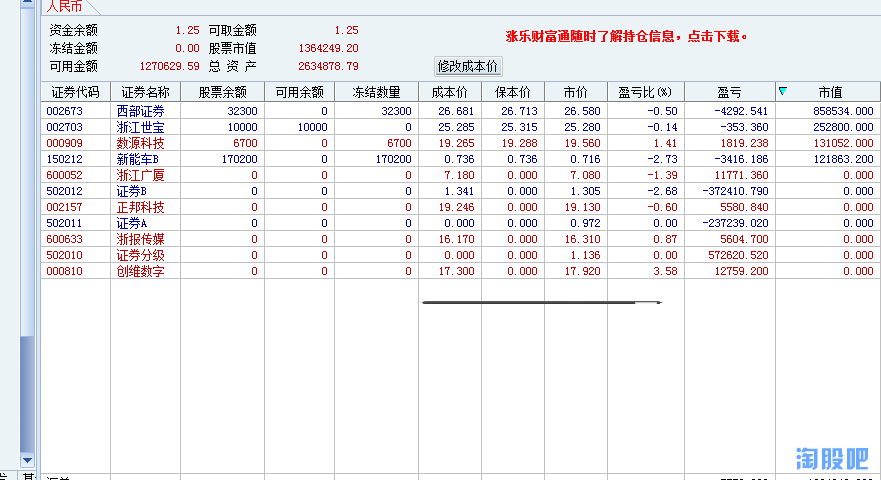 人民币
资金余额 1.25 可取金额 1.25
冻结金额 0.00 股票市值 1364249.20
可用金额 1270629.59 总 资 产 2634878.79
涨乐财富通随时了解持仓信息，点击下载。
修改成本价
证券代码 证券名称 股票余额 可用余额 冻结数量 成本价 保本价 市价 盈亏比(%) 盈亏 市值
002673 西部证券 32300 0 32300 26.681 26.713 26.580 -0.50 -4292.541 858534.000
002703 浙江世宝 10000 10000 0 25.285 25.315 25.280 -0.14 -353.360 252800.000
000909 数源科技 6700 0 6700 19.265 19.288 19.560 1.41 1819.238 131052.000
150212 新能车B 170200 0 170200 0.736 0.736 0.716 -2.73 -3416.186 121863.200
600052 浙江广厦 0 0 0 7.180 0.000 7.080 -1.39 11771.360 0.000
502012 证券B 0 0 0 1.341 0.000 1.305 -2.68 -372410.790 0.000
002157 正邦科技 0 0 0 19.246 0.000 19.130 -0.60 5580.840 0.000
502011 证券A 0 0 0 0.000 0.000 0.972 0.00 -237239.020 0.000
600633 浙报传媒 0 0 0 16.170 0.000 16.310 0.87 5604.700 0.000
502010 证券分级 0 0 0 0.000 0.000 1.136 0.00 572620.520 0.000
000810 创维数字 0 0 0 17.300 0.000 17.920 3.58 12759.200 0.000
淘股吧